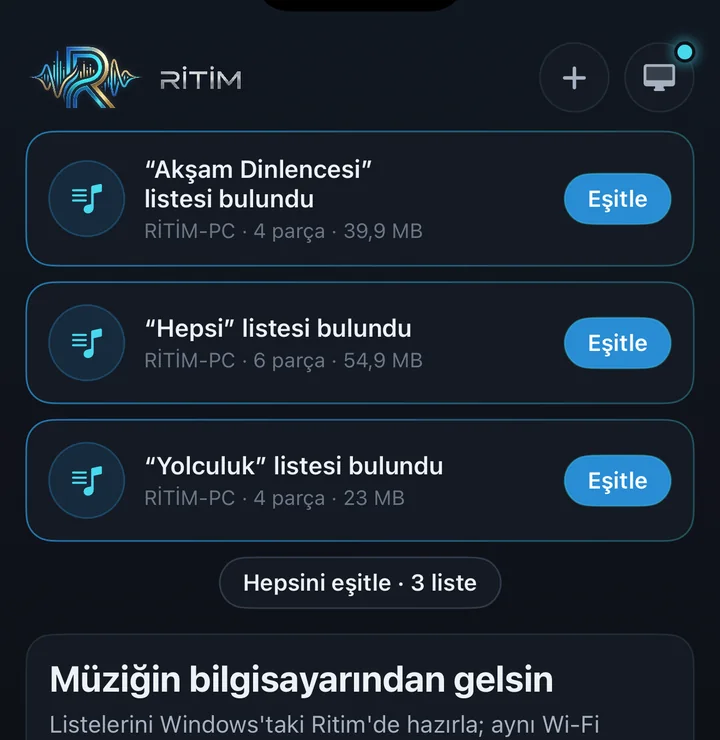 RİTİM
“Akşam Dinlencesi”
listesi bulundu
RİTİM-PC · 4 parça · 39,9 MB
Eşitle
“Hepsi” listesi bulundu
RİTİM-PC · 6 parça · 54,9 MB
Eşitle
“Yolculuk” listesi bulundu
RİTİM-PC · 4 parça · 23 MB
Eşitle
Hepsini eşitle · 3 liste
Müziğin bilgisayarından gelsin
Listelerini Windows'taki Ritim'de hazırla; aynı Wi-Fi